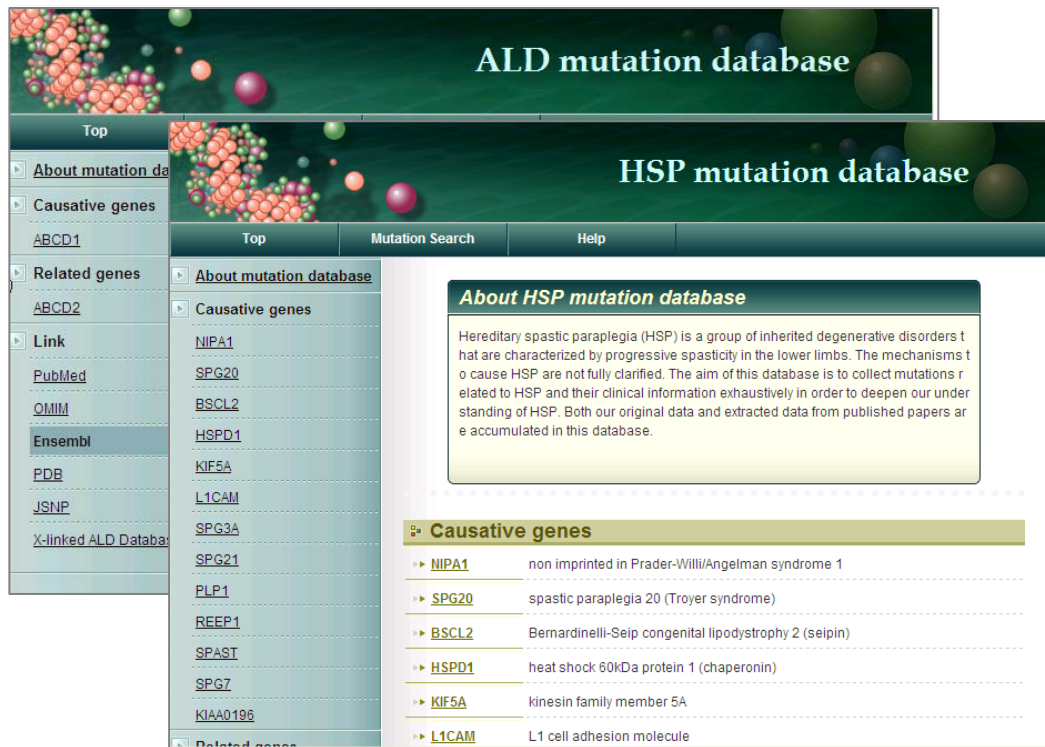 ALD mutation database
Top
About mutation da
Causative genes
ABCD1
Related genes
ABCD2
Link
PubMed
OMIM
Ensembl
PDB
JSNP
X-linked ALD Databas
HSP mutation database
Top
Mutation Search
Help
About mutation database
Causative genes
NIPA1
SPG20
BSCL2
HSPD1
KIF5A
L1CAM
SPG3A
SPG21
PLP1
REEP1
SPAST
SPG7
KIAA0196
Related genes
About HSP mutation database
Hereditary spastic paraplegia (HSP) is a group of inherited degenerative disorders t
hat are characterized by progressive spasticity in the lower limbs. The mechanisms t
o cause HSP are not fully clarified. The aim of this database is to collect mutations r
elated to HSP and their clinical information exhaustively in order to deepen our under
standing of HSP. Both our original data and extracted data from published papers ar
e accumulated in this database.
Causative genes
NIPA1 non imprinted in Prader-Willi/Angelman syndrome 1
SPG20 spastic paraplegia 20 (Troyer syndrome)
BSCL2 Bernardinelli-Seip congenital lipodystrophy 2 (seipin)
HSPD1 heat shock 60kDa protein 1 (chaperonin)
KIF5A kinesin family member 5A
L1CAM L1 cell adhesion molecule